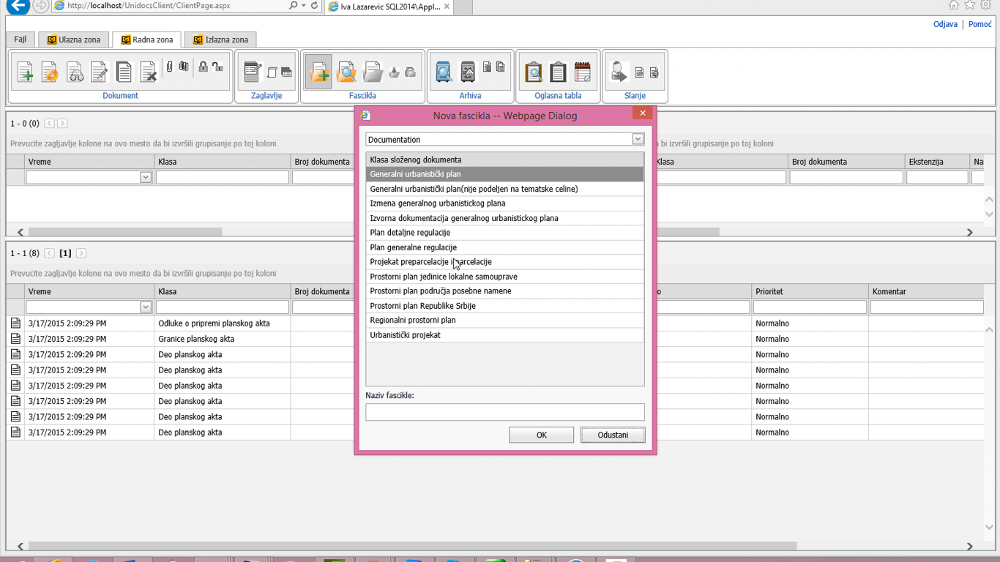 http://localhost/UnidocsClient/ClientPage.aspx
Iva Lazarevic SQL2014\Appl...
Odjava | Pomoć
Fajl
Ulazna zona
Radna zona
Izlazna zona
Dokument
Zaglavlje
Fascikla
Arhiva
Oglasna tabla
Slanje
Nova fascikla -- Webpage Dialog
1 - 0 (0)
Prevucite zagljavlje kolone na ovo mesto da bi izvršili grupisanje po toj koloni
bi izvršili grupisanje po toj koloni
Vreme
Klasa
Broj dokumenta
Klasa
Broj dokumenta
Ekstenzija
Na
Documentation
Klasa složenog dokumenta
Generalni urbanistički plan
Generalni urbanistički plan(nije podeljen na tematske celine)
Izmena generalnog urbanistickog plana
Izvorna dokumentacija generalnog urbanistickog plana
Plan detaljne regulacije
Plan generalne regulacije
Projekat preparcelacije i parcelacije
Prostorni plan jedinice lokalne samouprave
Prostorni plan područja posebne namene
Prostorni plan Republike Srbije
Regionalni prostorni plan
Urbanistički projekat
Naziv fascikle:
OK
Odustani
1 - 1 (8)
[1]
Prevucite zagljavlje kolone na ovo mesto da bi izvršili grupisanje po toj koloni
Vreme
Klasa
Broj dokumenta
o
Prioritet
Komentar
3/17/2015 2:09:29 PM Odluke o pripremi planskog akta Normalno
3/17/2015 2:09:29 PM Granice planskog akta Normalno
3/17/2015 2:09:29 PM Deo planskog akta Normalno
3/17/2015 2:09:29 PM Deo planskog akta Normalno
3/17/2015 2:09:29 PM Deo planskog akta Normalno
3/17/2015 2:09:29 PM Deo planskog akta Normalno
3/17/2015 2:09:29 PM Deo planskog akta Normalno
3/17/2015 2:09:29 PM Deo planskog akta Normalno